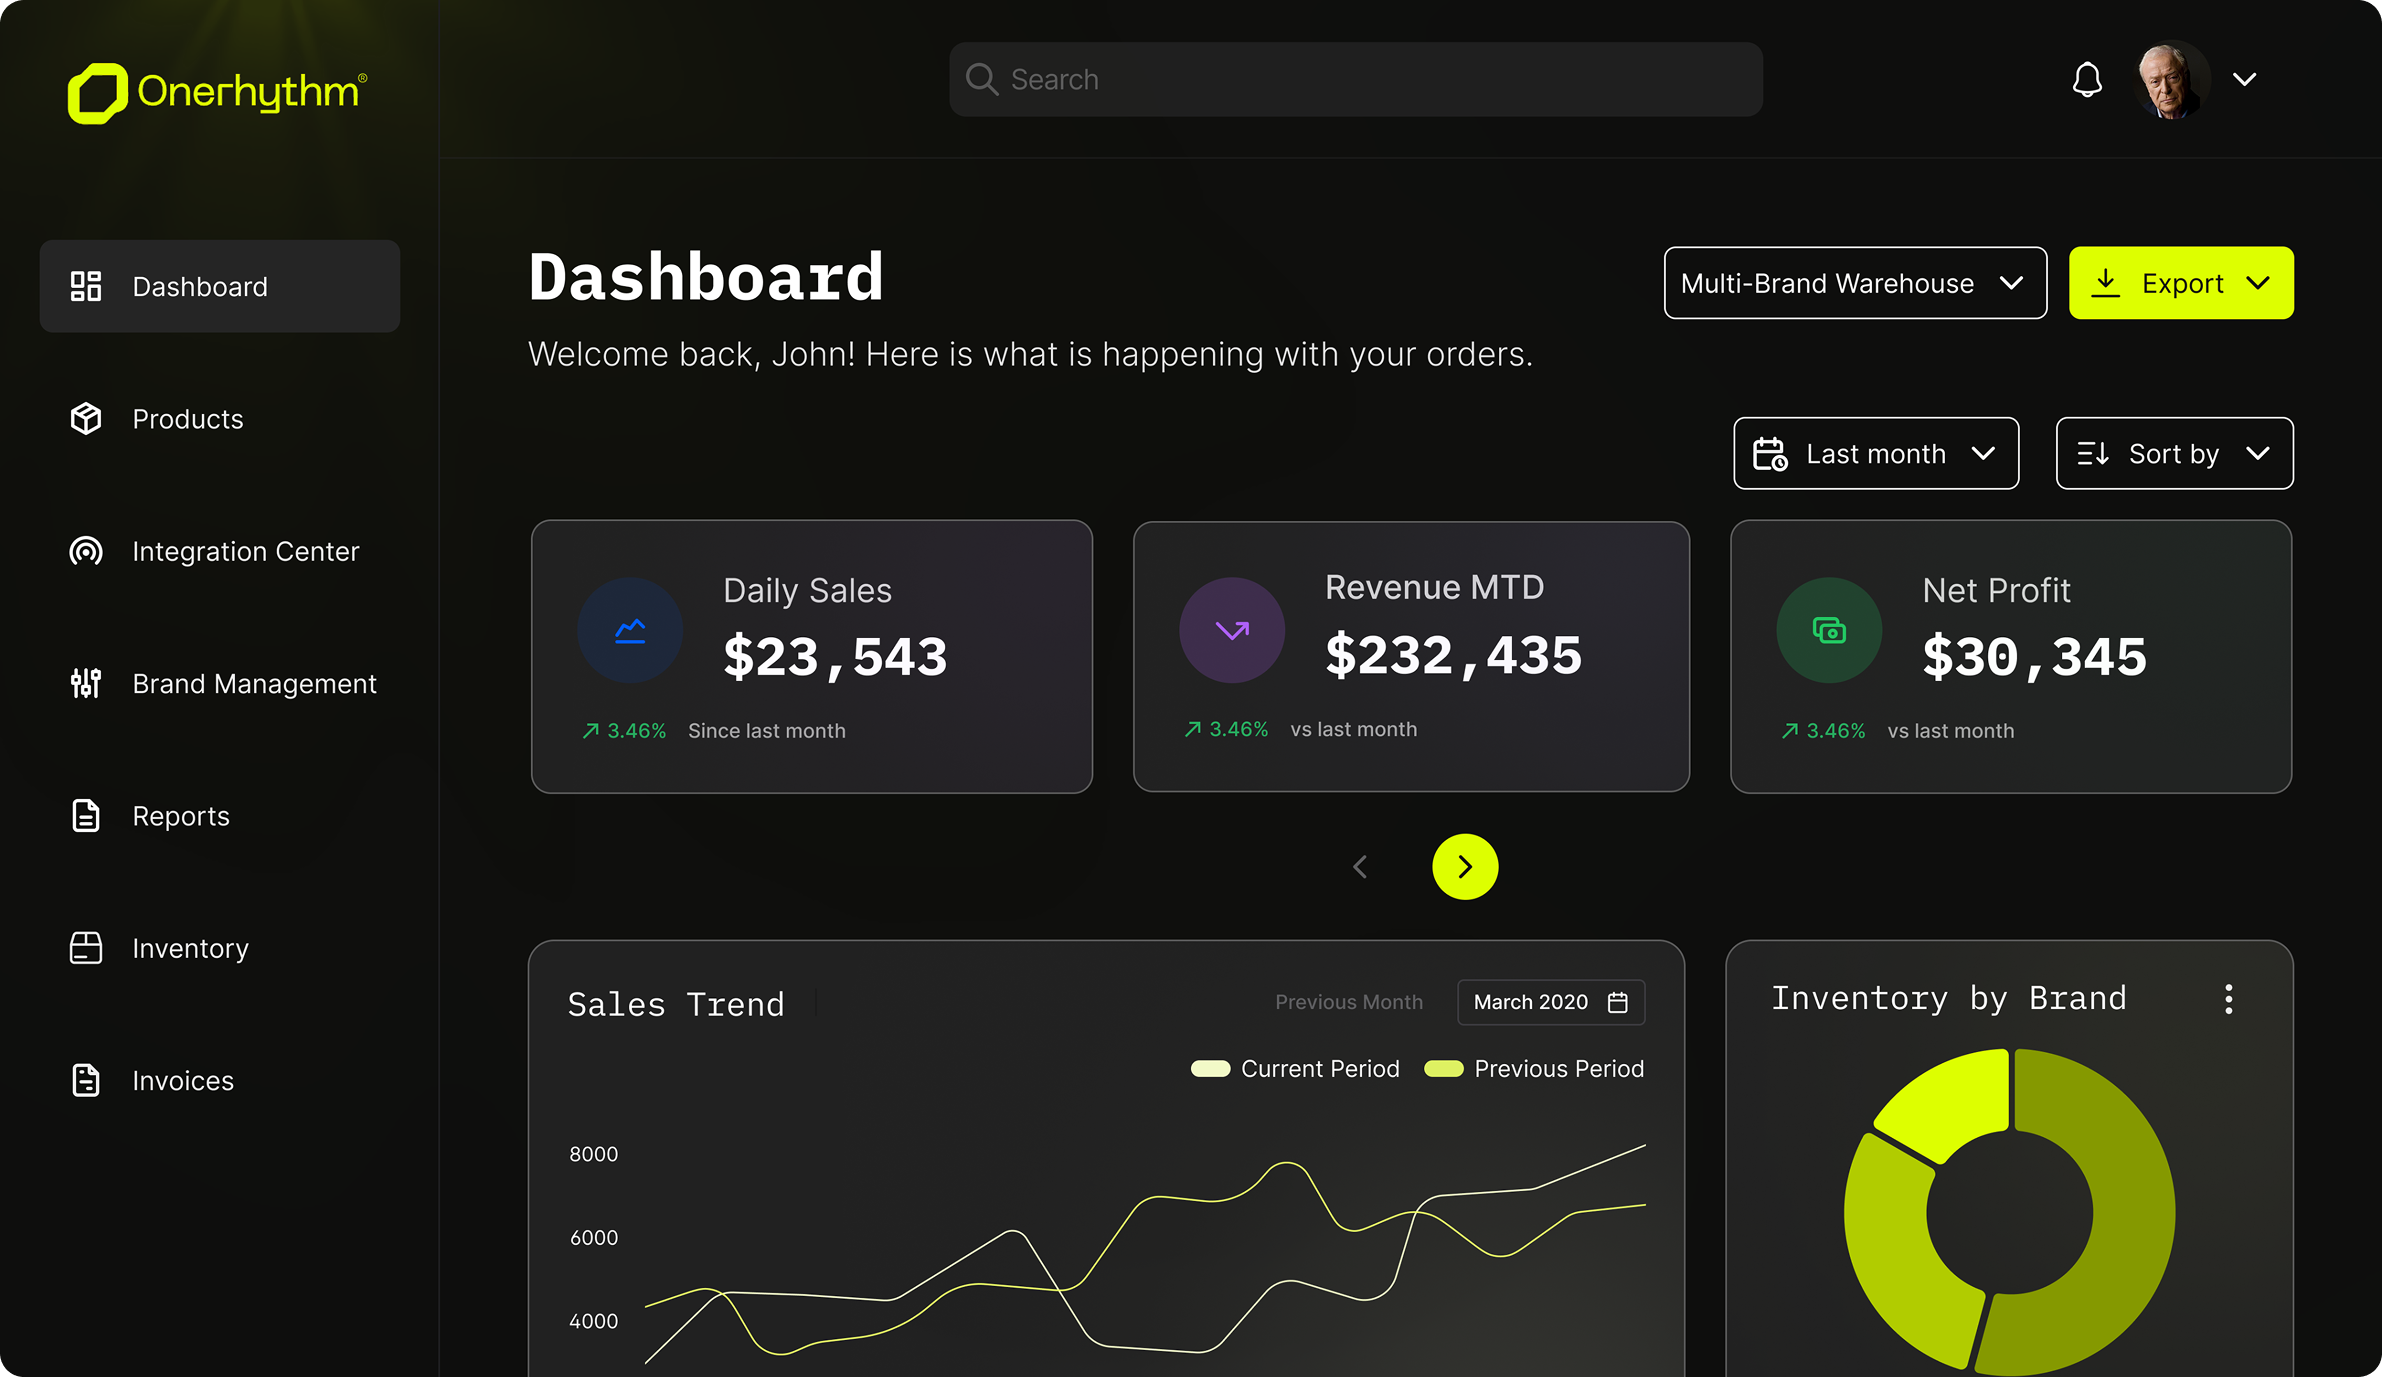 Onerhythm®
Search
Dashboard
Products
Integration Center
Brand Management
Reports
Inventory
Invoices
Dashboard
Welcome back, John! Here is what is happening with your orders.
Multi-Brand Warehouse
Export
Last month
Sort by
Daily Sales
$23,543
3.46% Since last month
Revenue MTD
$232,435
3.46% vs last month
Net Profit
$30,345
3.46% vs last month
Sales Trend
Previous Month
March 2020
Current Period
Previous Period
8000
6000
4000
Inventory by Brand